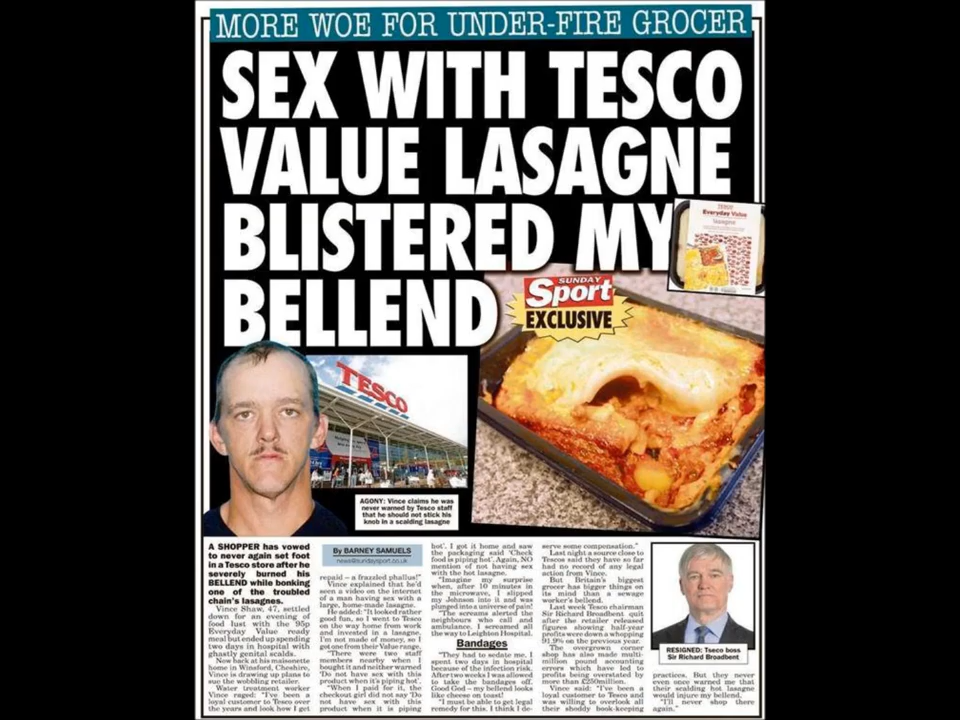 MORE WOE FOR UNDER-FIRE GROCER
SEX WITH TESCO
VALUE LASAGNE
BLISTERED MY
BELLEND
TESCO
Everyday Value
lasagne
SUNDAY
Sport
EXCLUSIVE
TESCO
AGONY: Vince claims he was
never warned by Tesco staff
that he should not stick his
knob in a scalding lasagne
A SHOPPER has vowed
to never again set foot
in a Tesco store after he
severely burned his
BELLEND while bonking
one of the troubled
chain's lasagnes.
Vince Shaw, 47, settled
down for an evening of
food lust with the 95p
Everyday Value ready
meal but ended up spending
two days in hospital with
ghastly genital scalds.
Now back at his maisonette
home in Winsford, Cheshire,
Vince is drawing up plans to
sue the wobbling retailer.
Water treatment worker
Vince raged: "I've been a
loyal customer to Tesco over
the years and look how I get
By BARNEY SAMUELS
news@sundaysport.co.uk
repaid – a frazzled phallus!"
Vince explained that he'd
seen a video on the internet
of a man having sex with a
large, home-made lasagne.
He added: "It looked rather
good fun, so I went to Tesco
on the way home from work
and invested in a lasagne.
I'm not made of money, so I
got one from their Value range.
"There were two staff
members nearby when I
bought it and neither warned
'Do not have sex with this
product when it's piping hot'.
"When I paid for it, the
checkout girl did not say 'Do
not have sex with this
product when it is piping
hot'. I got it home and saw
the packaging said 'Check
food is piping hot'. Again, NO
mention of not having sex
with the hot lasagne.
"Imagine my surprise
when, after 10 minutes in
the microwave, I slipped
my Johnson into it and was
plunged into a universe of pain!
"The screams alerted the
neighbours who call and
ambulance. I screamed all
the way to Leighton Hospital.
Bandages
"They had to sedate me. I
spent two days in hospital
because of the infection risk.
After two weeks I was allowed
to take the bandages off.
Good God – my bellend looks
like cheese on toast!
"I must be able to get legal
remedy for this. I think I de-
serve some compensation."
Last night a source close to
Tesco said they have so far
had no record of any legal
action from Vince.
But Britain's biggest
grocer has bigger things on
its mind than a sewage
worker's bellend.
Last week Tesco chairman
Sir Richard Broadbent quit
after the retailer released
figures showing half-year
profits were down a whopping
91.9% on the previous year.
The overgrown corner
shop has also made multi-
million pound accounting
errors which have led to
profits being overstated by
more than £250million.
Vince said: "I've been a
loyal customer to Tesco and
was willing to overlook all
their shoddy book-keeping
RESIGNED: Tseco boss
Sir Richard Broadbent
practices. But they never
even once warned me that
their scalding hot lasagne
would injure my bellend.
"I'll never shop there
again."